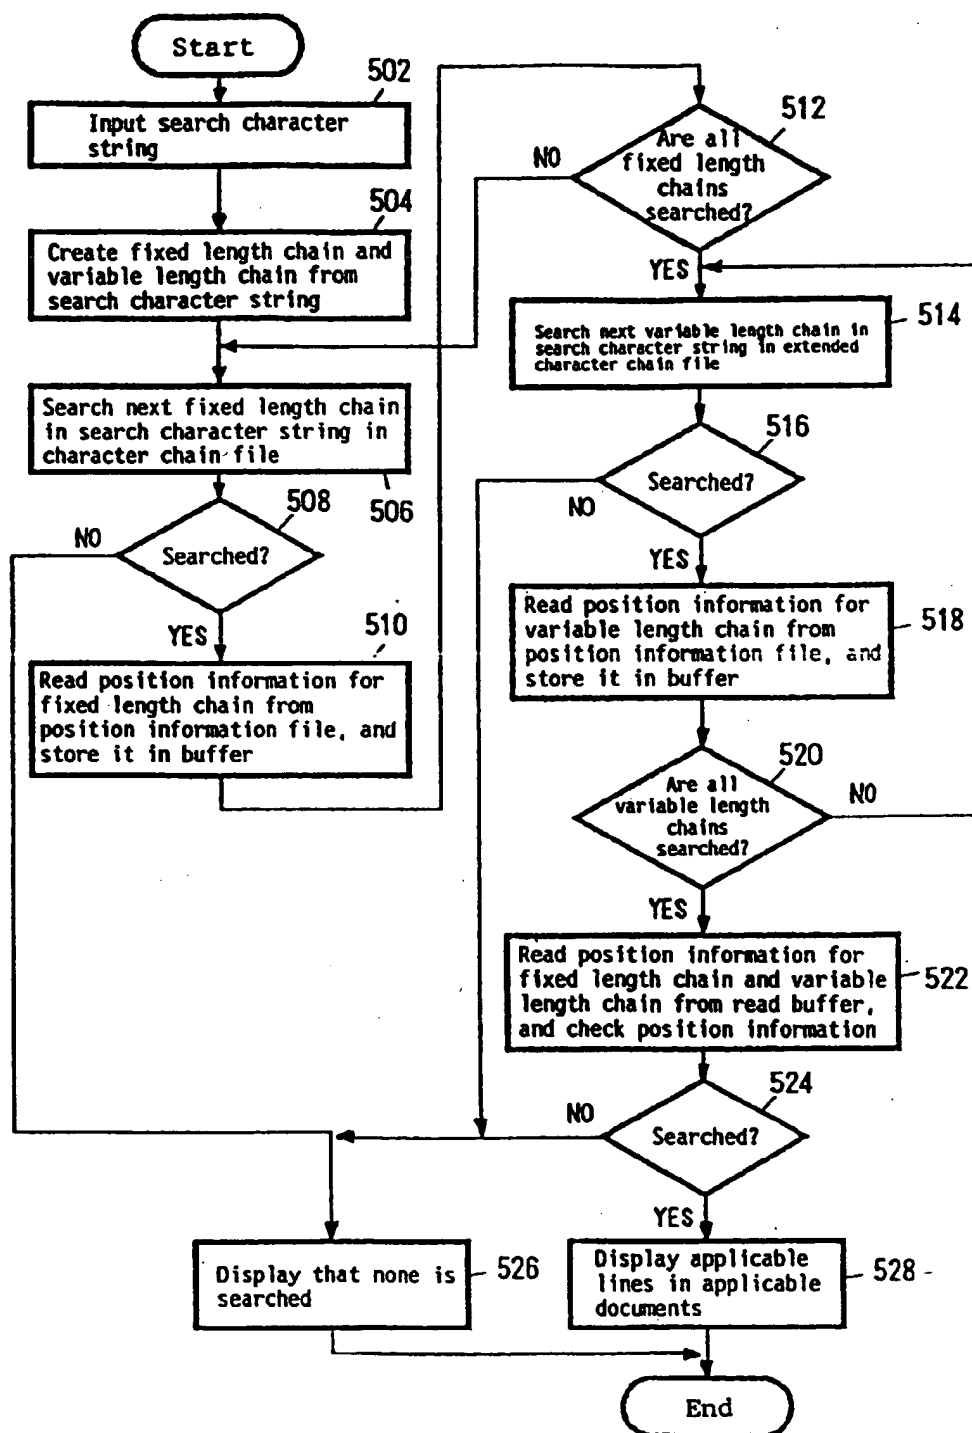 Start
502
Input search character
string
504
Create fixed length chain and
variable length chain from
search character string
Search next fixed length chain
in search character string in
character chain file
506
508
NO
Searched?
YES
510
Read position information for
fixed length chain from
position information file, and
store it in buffer
512
NO
Are all
fixed length
chains
searched?
YES
514
Search next variable length chain in
search character string in extended
character chain file
516
Searched?
NO
YES
Read position information for
variable length chain from
position information file, and
store it in buffer
518
520
Are all
variable length
chains
searched?
NO
YES
Read position information for
fixed length chain and variable
length chain from read buffer,
and check position information
522
524
NO
Searched?
YES
Display that none is
searched
526
Display applicable
lines in applicable
documents
528
End